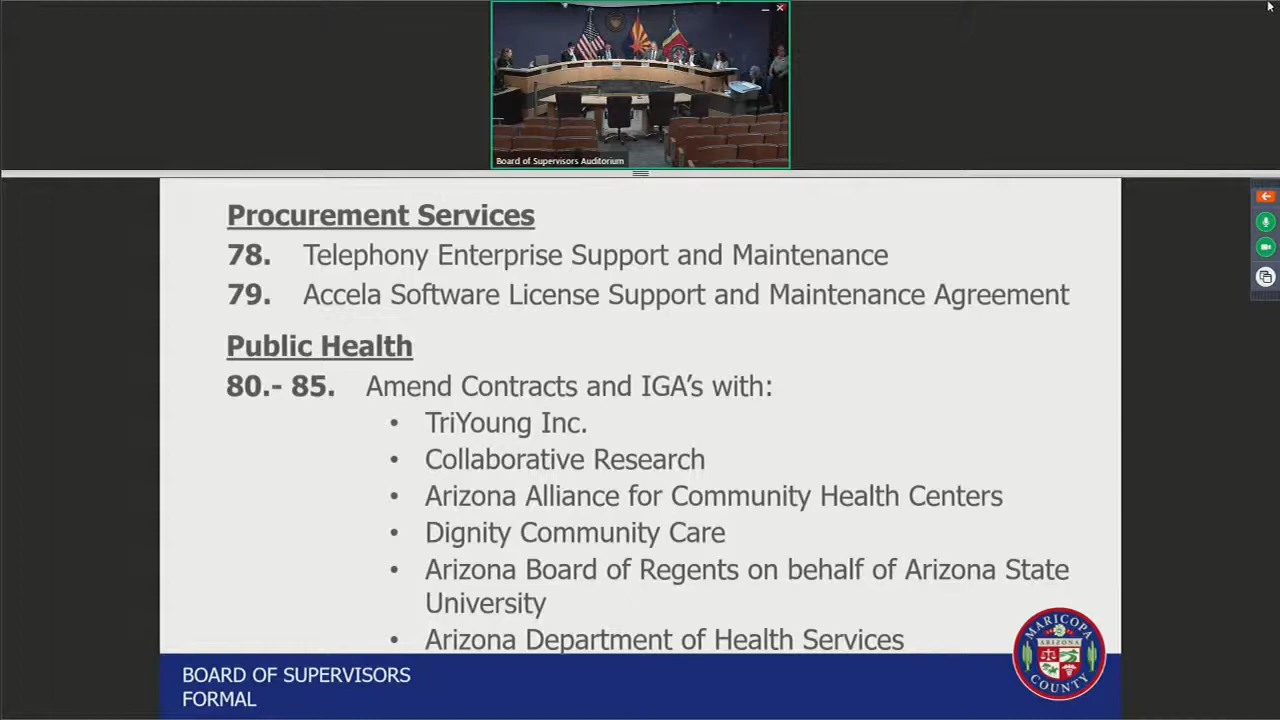 Board of Supervisors Auditorium
Procurement Services
78. Telephony Enterprise Support and Maintenance
79. Accela Software License Support and Maintenance Agreement
Public Health
80.- 85. Amend Contracts and IGA's with:
• TriYoung Inc.
• Collaborative Research
• Arizona Alliance for Community Health Centers
• Dignity Community Care
• Arizona Board of Regents on behalf of Arizona State
University
• Arizona Department of Health Services
BOARD OF SUPERVISORS
FORMAL
MARICOPA
ARIZONA
COUNTY